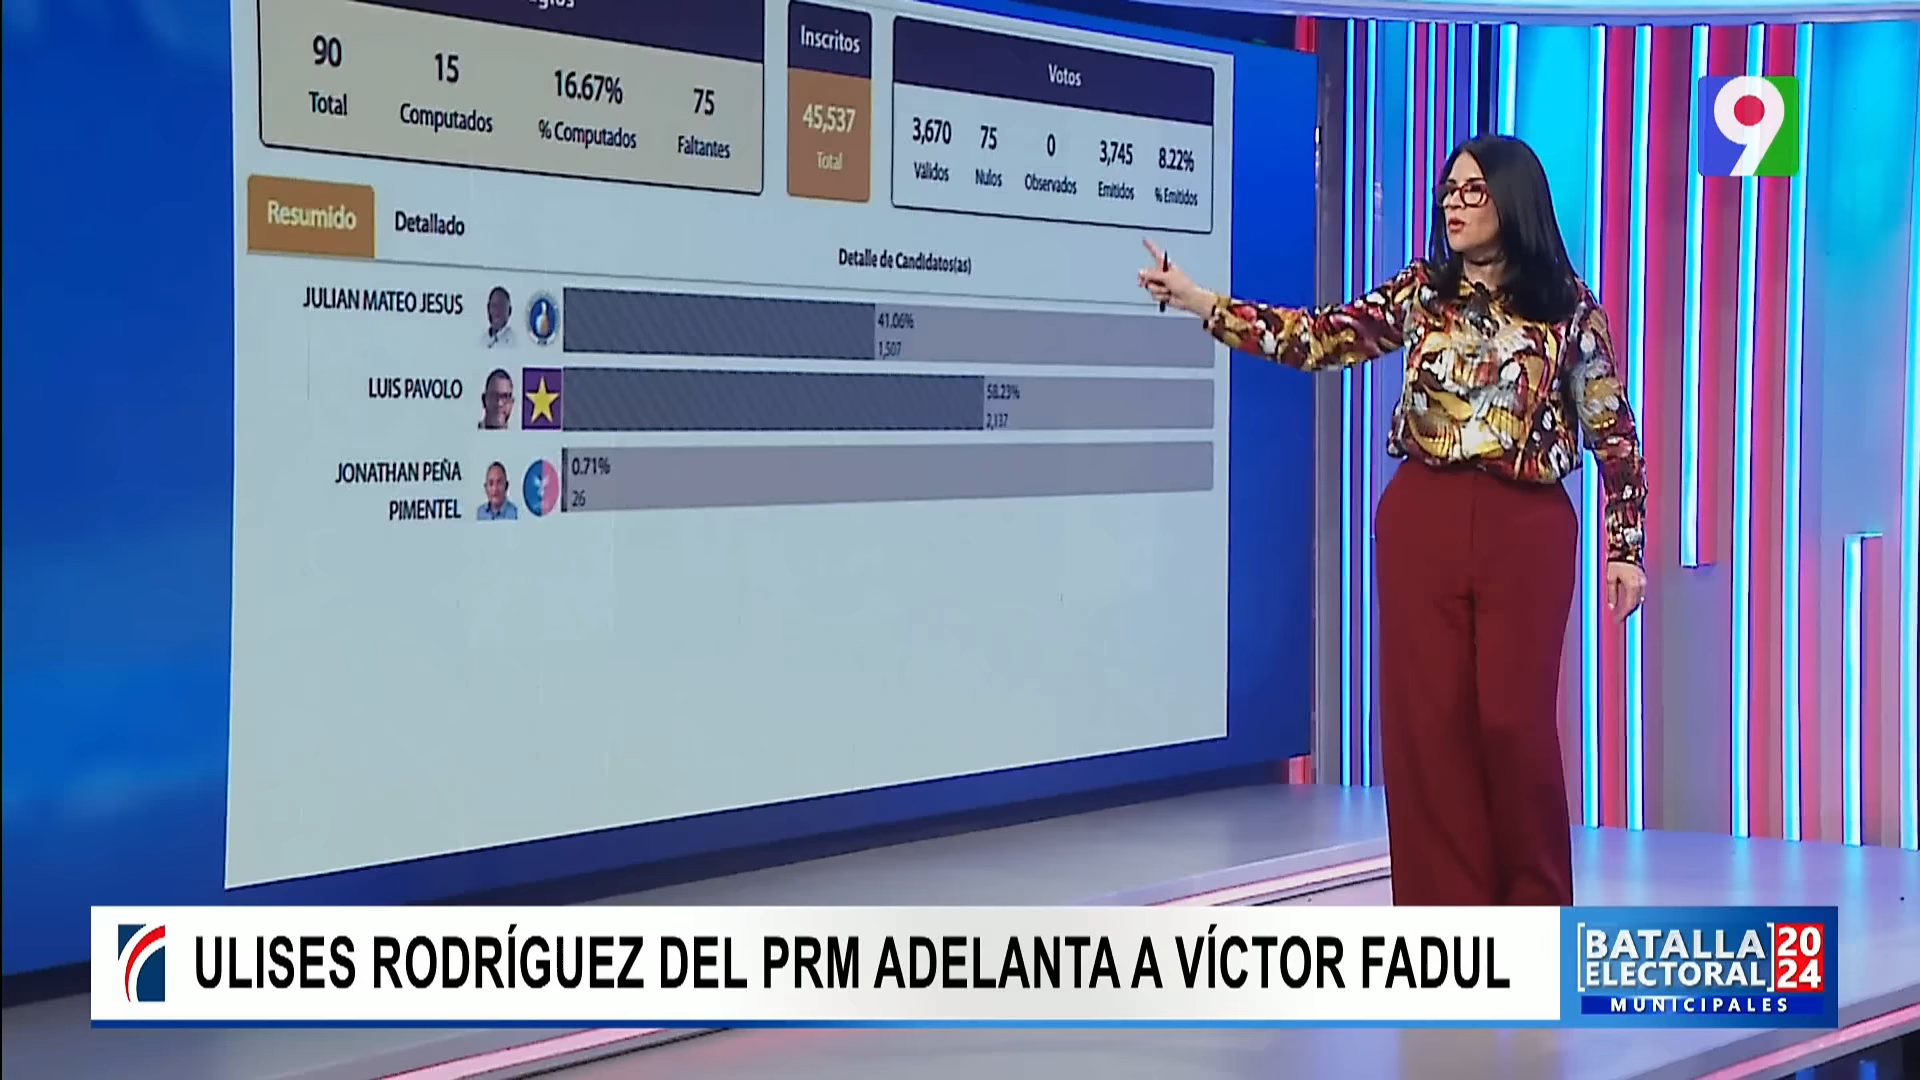 90
Total
15
Computados
16.67%
% Computados
75
Faltantes
Inscritos
45,537
Total
Votos
3,670
Válidos
75
Nulos
0
Observados
3,745
Emitidos
8.22%
% Emitidos
Resumido
Detallado
Detalle de Candidatos(as)
JULIAN MATEO JESUS
41.06%
1,507
LUIS PAVOLO
58.23%
2,137
JONATHAN PEÑA
PIMENTEL
0.71%
26
9
ULISES RODRÍGUEZ DEL PRM ADELANTA A VÍCTOR FADUL
BATALLA
ELECTORAL
20
24
MUNICIPALES